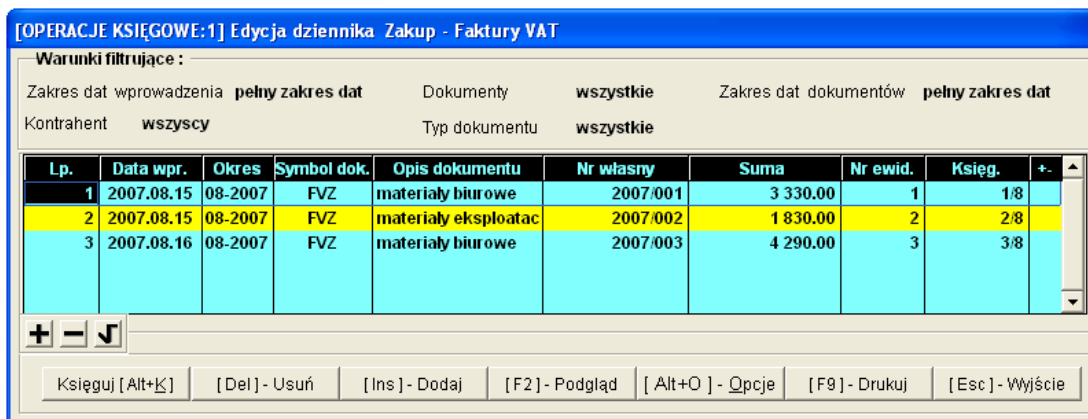 [OPERACJE KSIĘGOWE:1] Edycja dziennika Zakup - Faktury VAT
Warunki filtrujące :
Zakres dat wprowadzenia pełny zakres dat Dokumenty wszystkie Zakres dat dokumentów pełny zakres dat
Kontrahent wszyscy Typ dokumentu wszystkie
Lp. Data wpr. Okres Symbol dok. Opis dokumentu Nr własny Suma Nr ewid. Księg. +-
1 2007.08.15 08-2007 FVZ materiały biurowe 2007/001 3 330.00 1 1/8
2 2007.08.15 08-2007 FVZ materiały eksploatac 2007/002 1 830.00 2 2/8
3 2007.08.16 08-2007 FVZ materiały biurowe 2007/003 4 290.00 3 3/8
Księguj [Alt+K] [Del] - Usuń [Ins] - Dodaj [F2] - Podgląd [ Alt+O ] - Opcje [F9] - Drukuj [Esc] - Wyjście